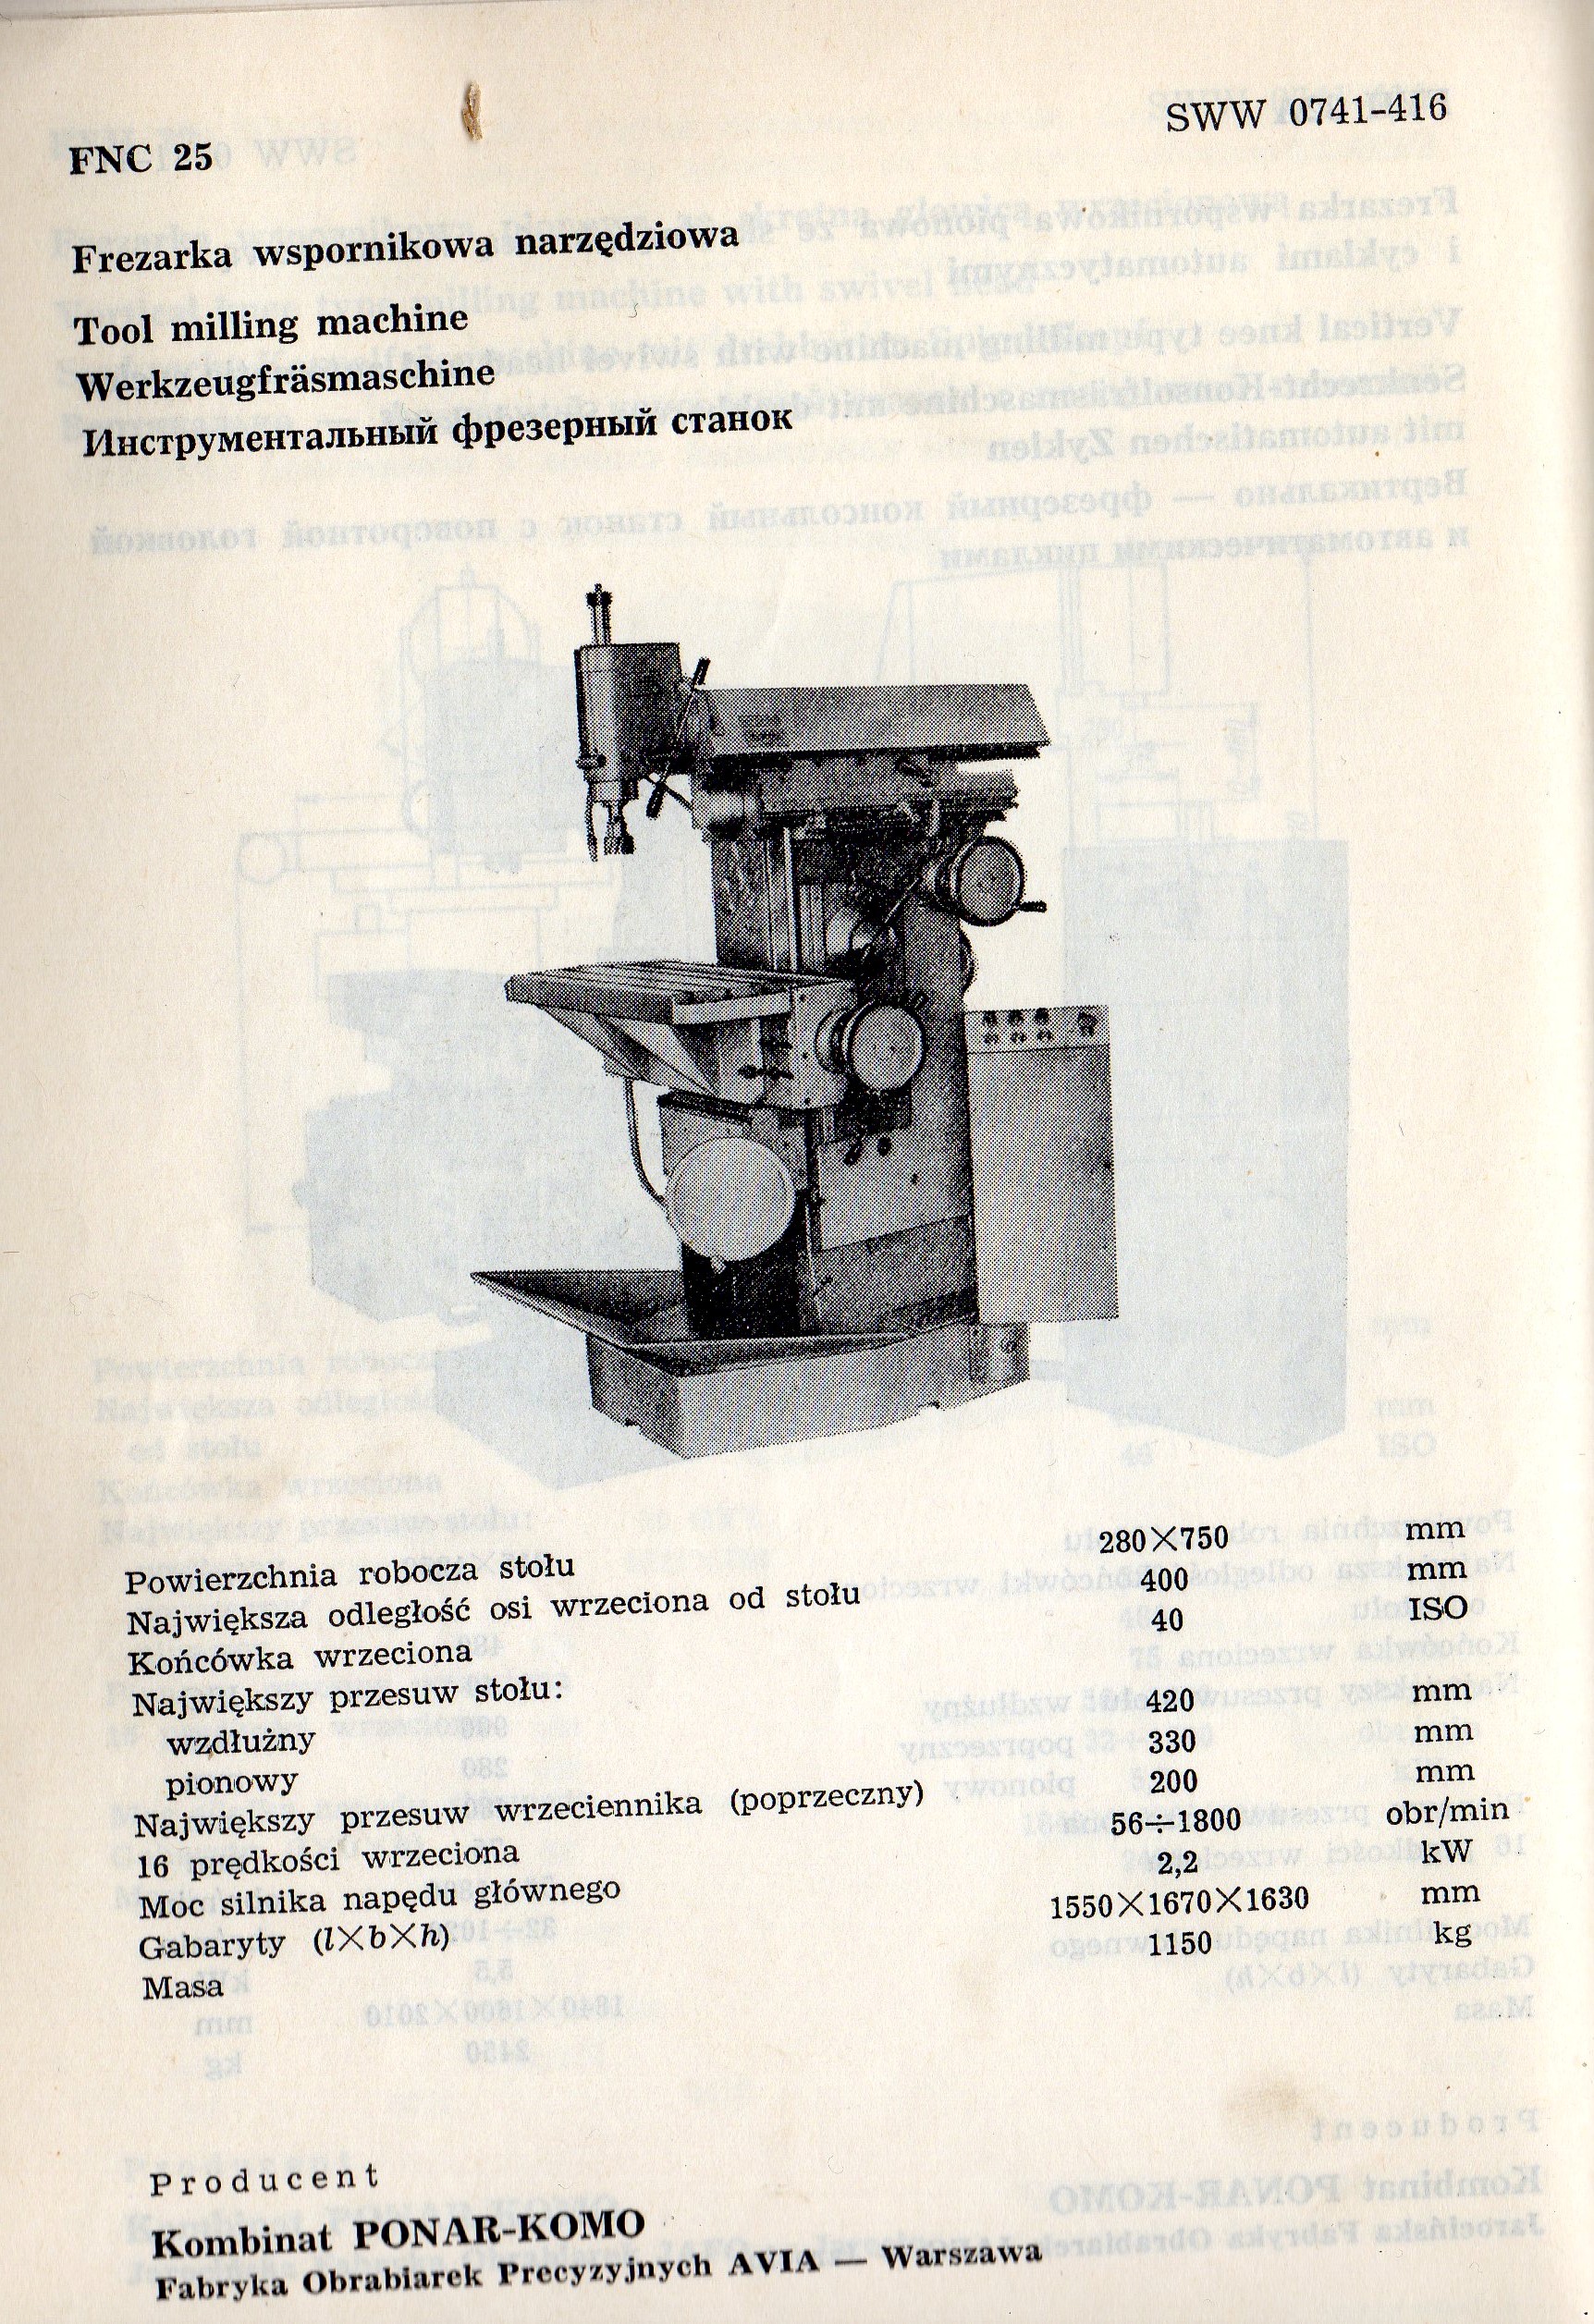 SWW 0741-416
FNC 25
Frezarka wspornikowa narzędziowa
Tool milling machine
Werkzeugfräsmaschine
Инструментальный фрезерный станок
Powierzchnia robocza stołu 280×750 mm
Największa odległość osi wrzeciona od stołu 400 mm
Końcówka wrzeciona 40 ISO
Największy przesuw stołu:
wzdłużny 420 mm
pionowy 330 mm
Największy przesuw wrzeciennika (poprzeczny) 200 mm
16 prędkości wrzeciona 56÷1800 obr/min
Moc silnika napędu głównego 2,2 kW
Gabaryty (l×b×h) 1550×1670×1630 mm
Masa 1150 kg
Producent
Kombinat PONAR-KOMO
Fabryka Obrabiarek Precyzyjnych AVIA — Warszawa